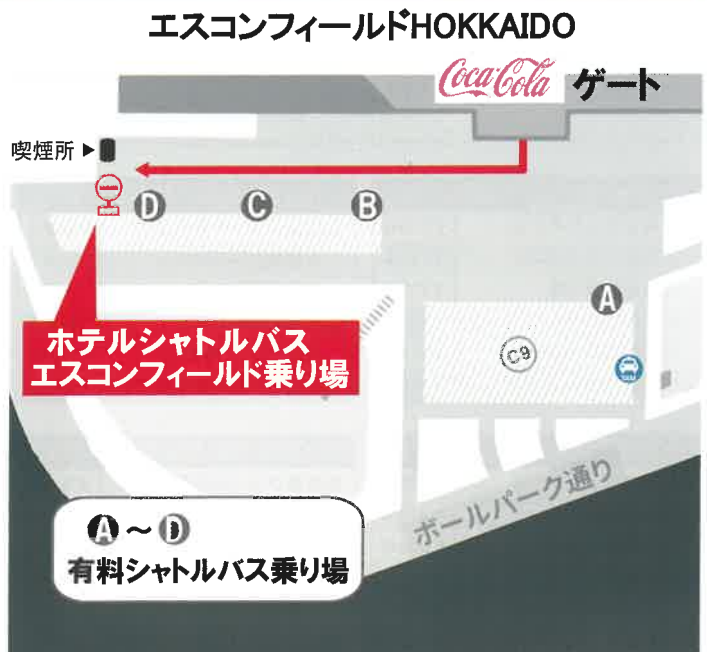 エスコンフィールドHOKKAIDO
Coca-Cola ゲート
喫煙所 ▶
D
C
B
A
ホテルシャトルバス
エスコンフィールド乗り場
C9
ボールパーク通り
A～D
有料シャトルバス乗り場